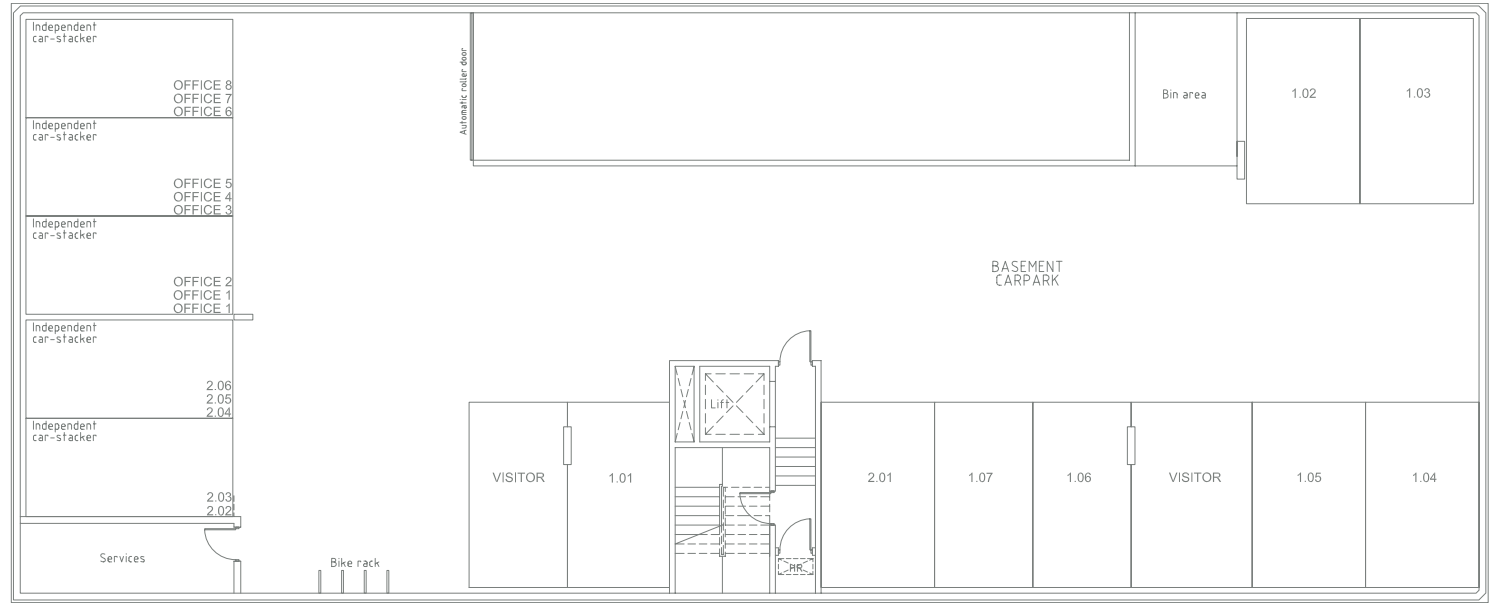 Independent
car-stacker
OFFICE 8
OFFICE 7
OFFICE 6
Independent
car-stacker
OFFICE 5
OFFICE 4
OFFICE 3
Independent
car-stacker
OFFICE 2
OFFICE 1
OFFICE 1
Independent
car-stacker
2.06
2.05
2.04
Independent
car-stacker
2.03
2.02
Services
Bike rack
Automatic roller door
Bin area
1.02
1.03
BASEMENT
CARPARK
Lift
VISITOR
1.01
2.01
1.07
1.06
VISITOR
1.05
1.04
HR